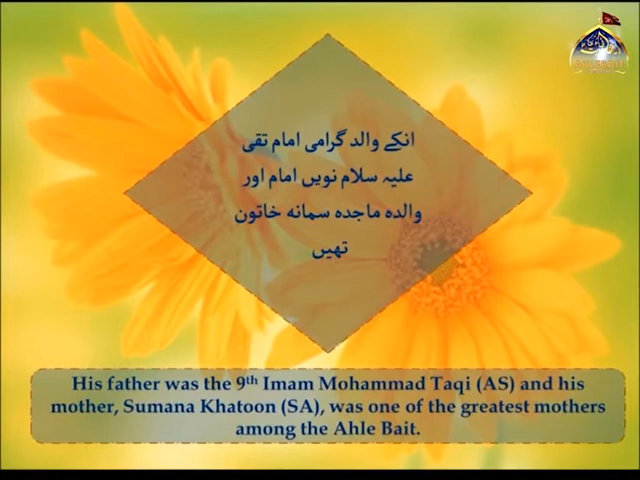 انکے والد گرامی امام تقی
علیہ سلام نویں امام اور
والدہ ماجدہ سمانہ خاتون
تھیں
His father was the 9th Imam Mohammad Taqi (AS) and his
mother, Sumana Khatoon (SA), was one of the greatest mothers
among the Ahle Bait.